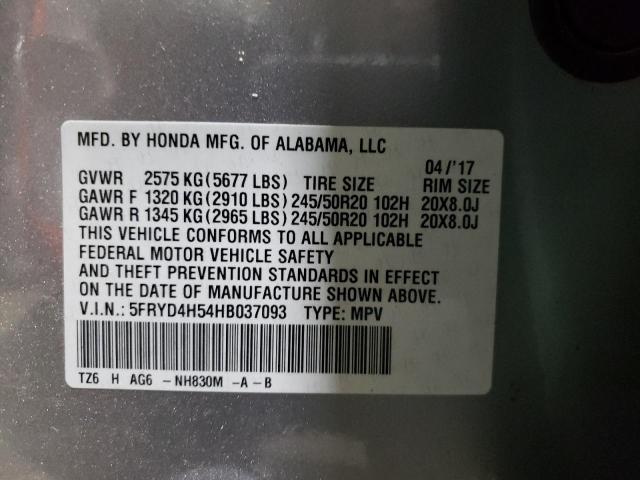 MFD. BY HONDA MFG. OF ALABAMA, LLC
04/'17
GVWR 2575 KG(5677 LBS) TIRE SIZE RIM SIZE
GAWR F 1320 KG(2910 LBS)245/50R20 102H 20X8.0J
GAWR R 1345 KG(2965 LBS)245/50R20 102H 20X8.0J
THIS VEHICLE CONFORMS TO ALL APPLICABLE
FEDERAL MOTOR VEHICLE SAFETY
AND THEFT PREVENTION STANDARDS IN EFFECT
ON THE DATE OF MANUFACTURE SHOWN ABOVE.
V.I.N.: 5FRYD4H54HB037093 TYPE: MPV
TZ6 H AG6 -NH830M -A-B